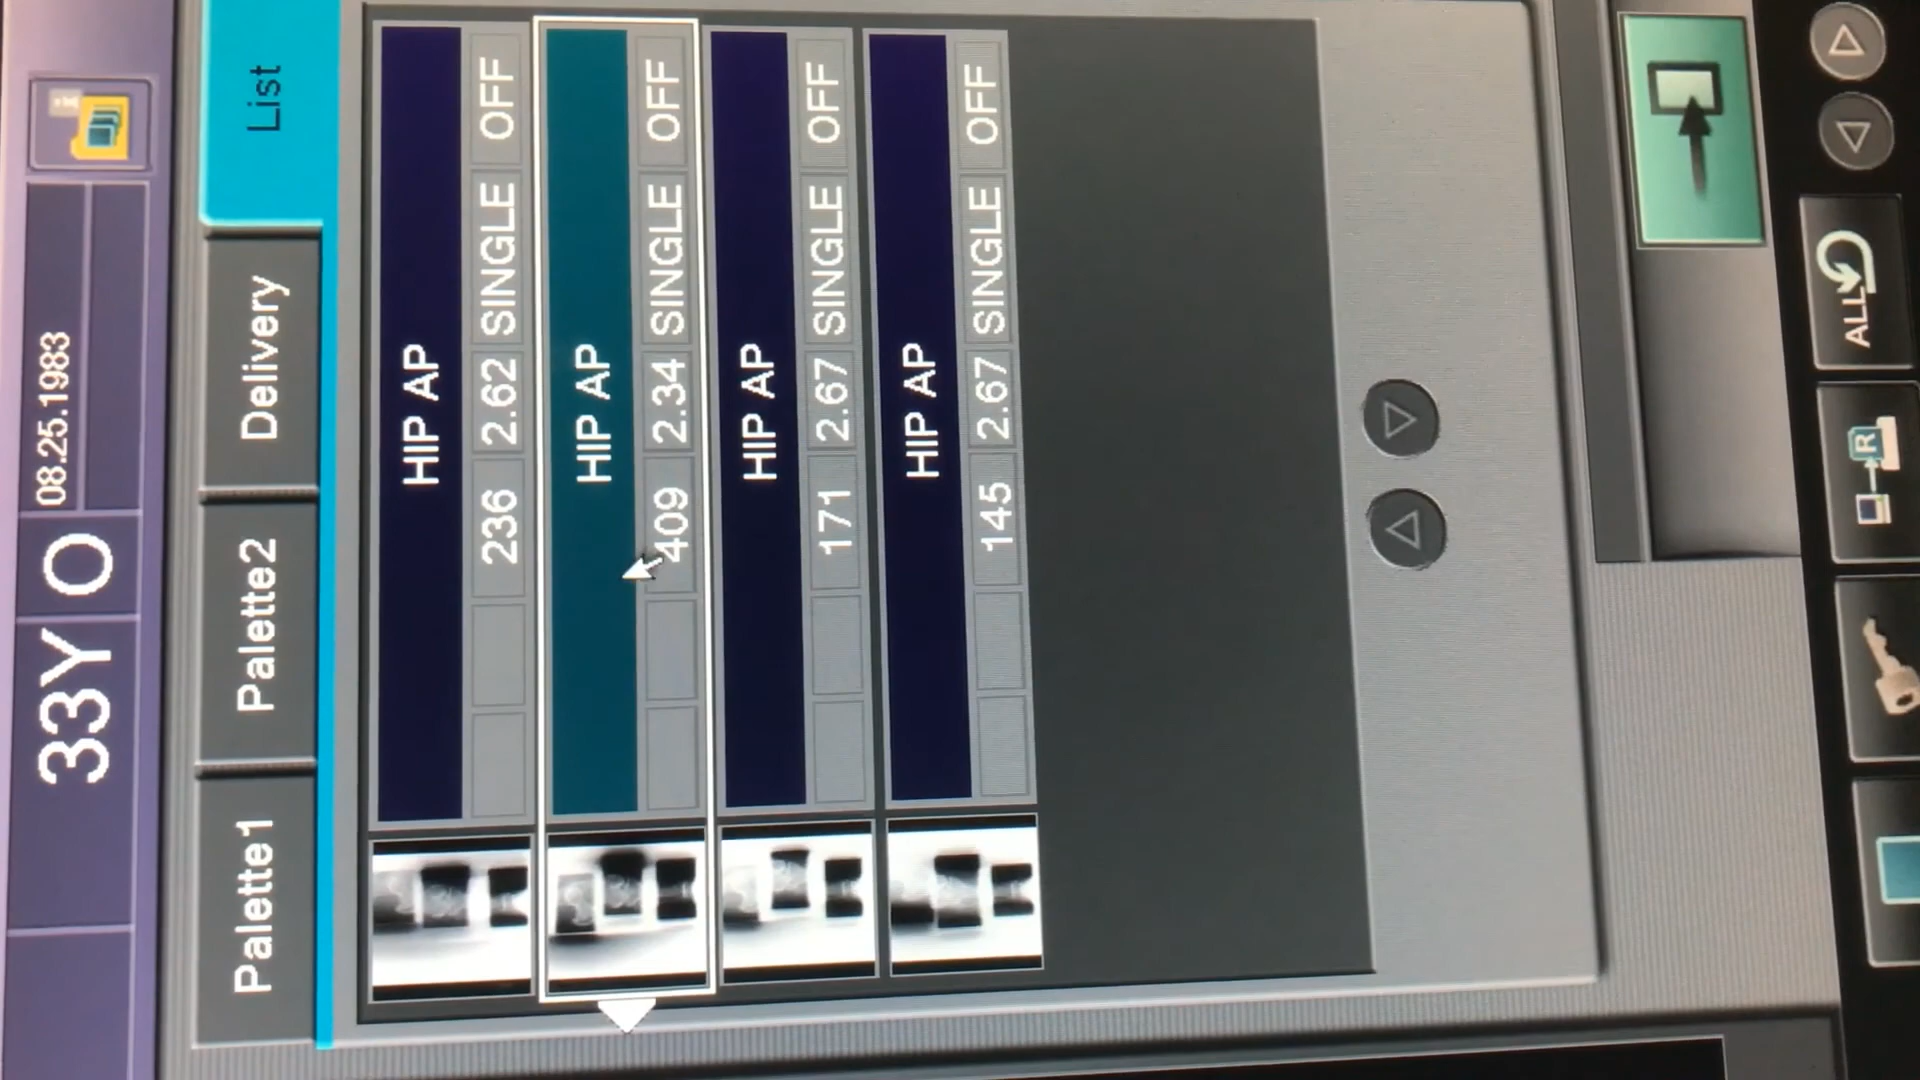 33Y O 08.25.1983
Palette1 Palette2 Delivery List
HIP AP
236 2.62 SINGLE OFF
HIP AP
409 2.34 SINGLE OFF
HIP AP
171 2.67 SINGLE OFF
HIP AP
145 2.67 SINGLE OFF
R ALL